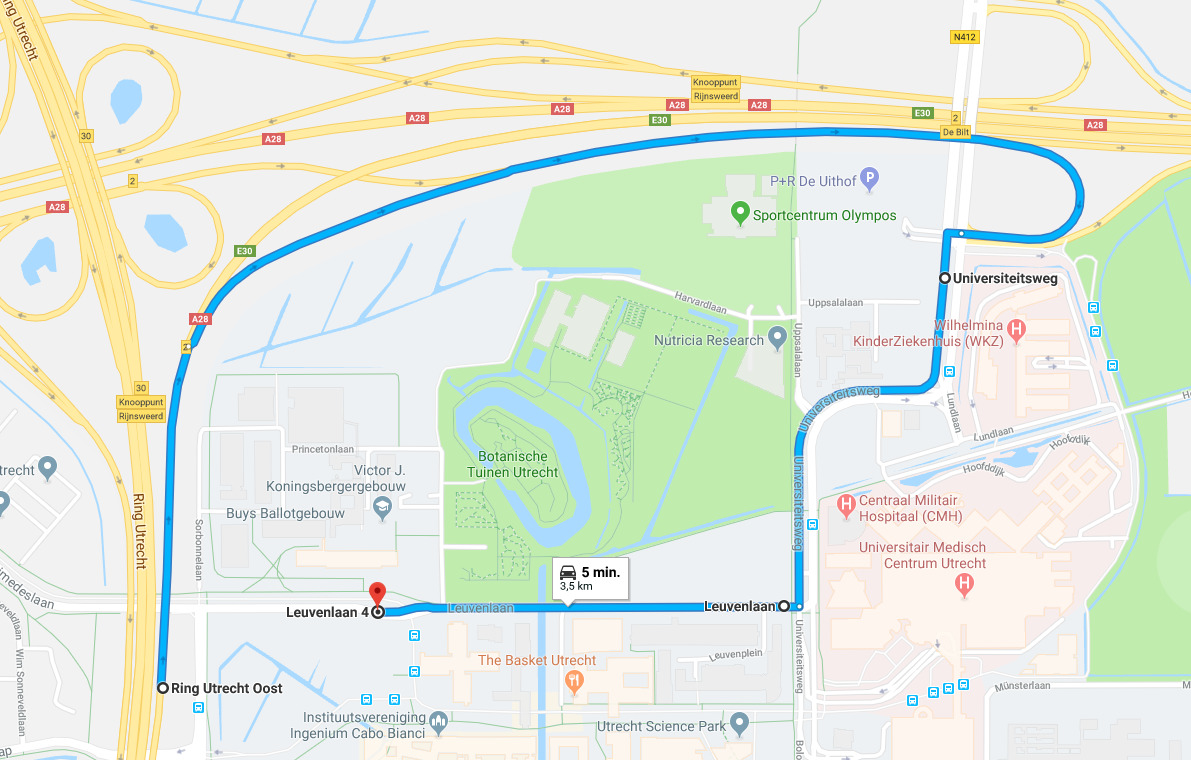 Ring Utrecht
N412
Knooppunt
Rijnsweerd
A28
A28
A28
A28
E30
E30
2
De Bilt
A28
30
A28
2
P+R De Uithof
P
A28
Sportcentrum Olympos
E30
Universiteitsweg
Harvardlaan
Uppsalalaan
A28
Wilhelmina
KinderZiekenhuis (WKZ)
H
Nutricia Research
Uppsalalaan
2
30
Knooppunt
Rijnsweerd
Universiteitsweg
Lundlaan
Lundlaan
Hoofddijk
Hoofddijk
Princetonlaan
Botanische
Tuinen Utrecht
Victor J.
Koningsbergergebouw
Buys Ballotgebouw
trecht
Ring Utrecht
Universiteitsweg
H
Centraal Militair
Hospitaal (CMH)
Sorbonnelaan
Universitair Medisch
Centrum Utrecht
H
5 min.
3,5 km
imedeslaan
Leuvenlaan 4
Leuvenlaan
Leuvenlaan
Universiteitsweg
Leuvenplein
The Basket Utrecht
Wim Sonneveldlaan
Ring Utrecht Oost
Münsterlaan
M
Instituutsvereniging
Ingenium Cabo Bianci
Utrecht Science Park
Bolo